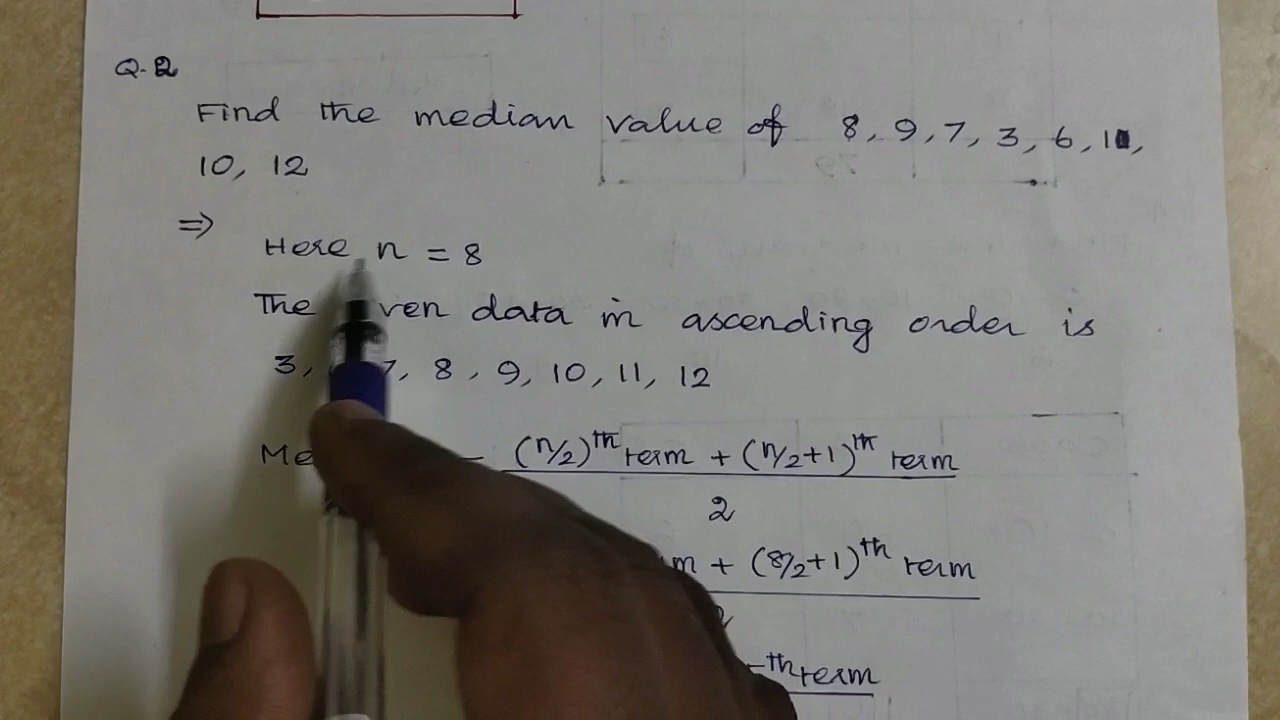 Q.2
Find the median value of 8, 9, 7, 3, 6, 11,
10, 12
⇒
Here n = 8
The data in ascending order is
3, 7, 8, 9, 10, 11, 12
(n/2)th term + (n/2+1)th term
2
+ (8/2+1)th term
th term